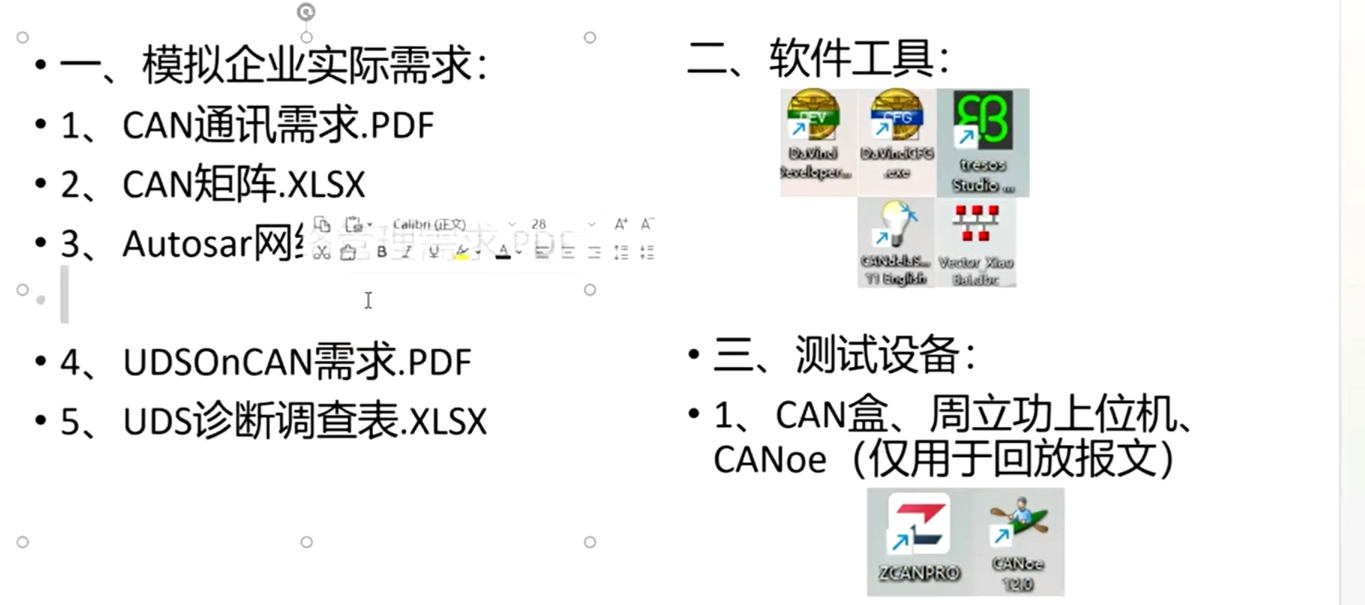 一、模拟企业实际需求：
1、CAN通讯需求.PDF
2、CAN矩阵.XLSX
3、Autosar网络管理需求.PDF
Calibri (正文) 28 A+ A-
B I U A
4、UDSOnCAN需求.PDF
5、UDS诊断调查表.XLSX
二、软件工具：
DEV
CFG
DaVinci
Developer...
DaVinciCFG
.exe
tresos
Studio ...
CANdelaS...
11 English
Vector_Xiao
Bai.dbc
三、测试设备：
1、CAN盒、周立功上位机、
CANoe（仅用于回放报文）
ZCANPRO
CANoe
12.0